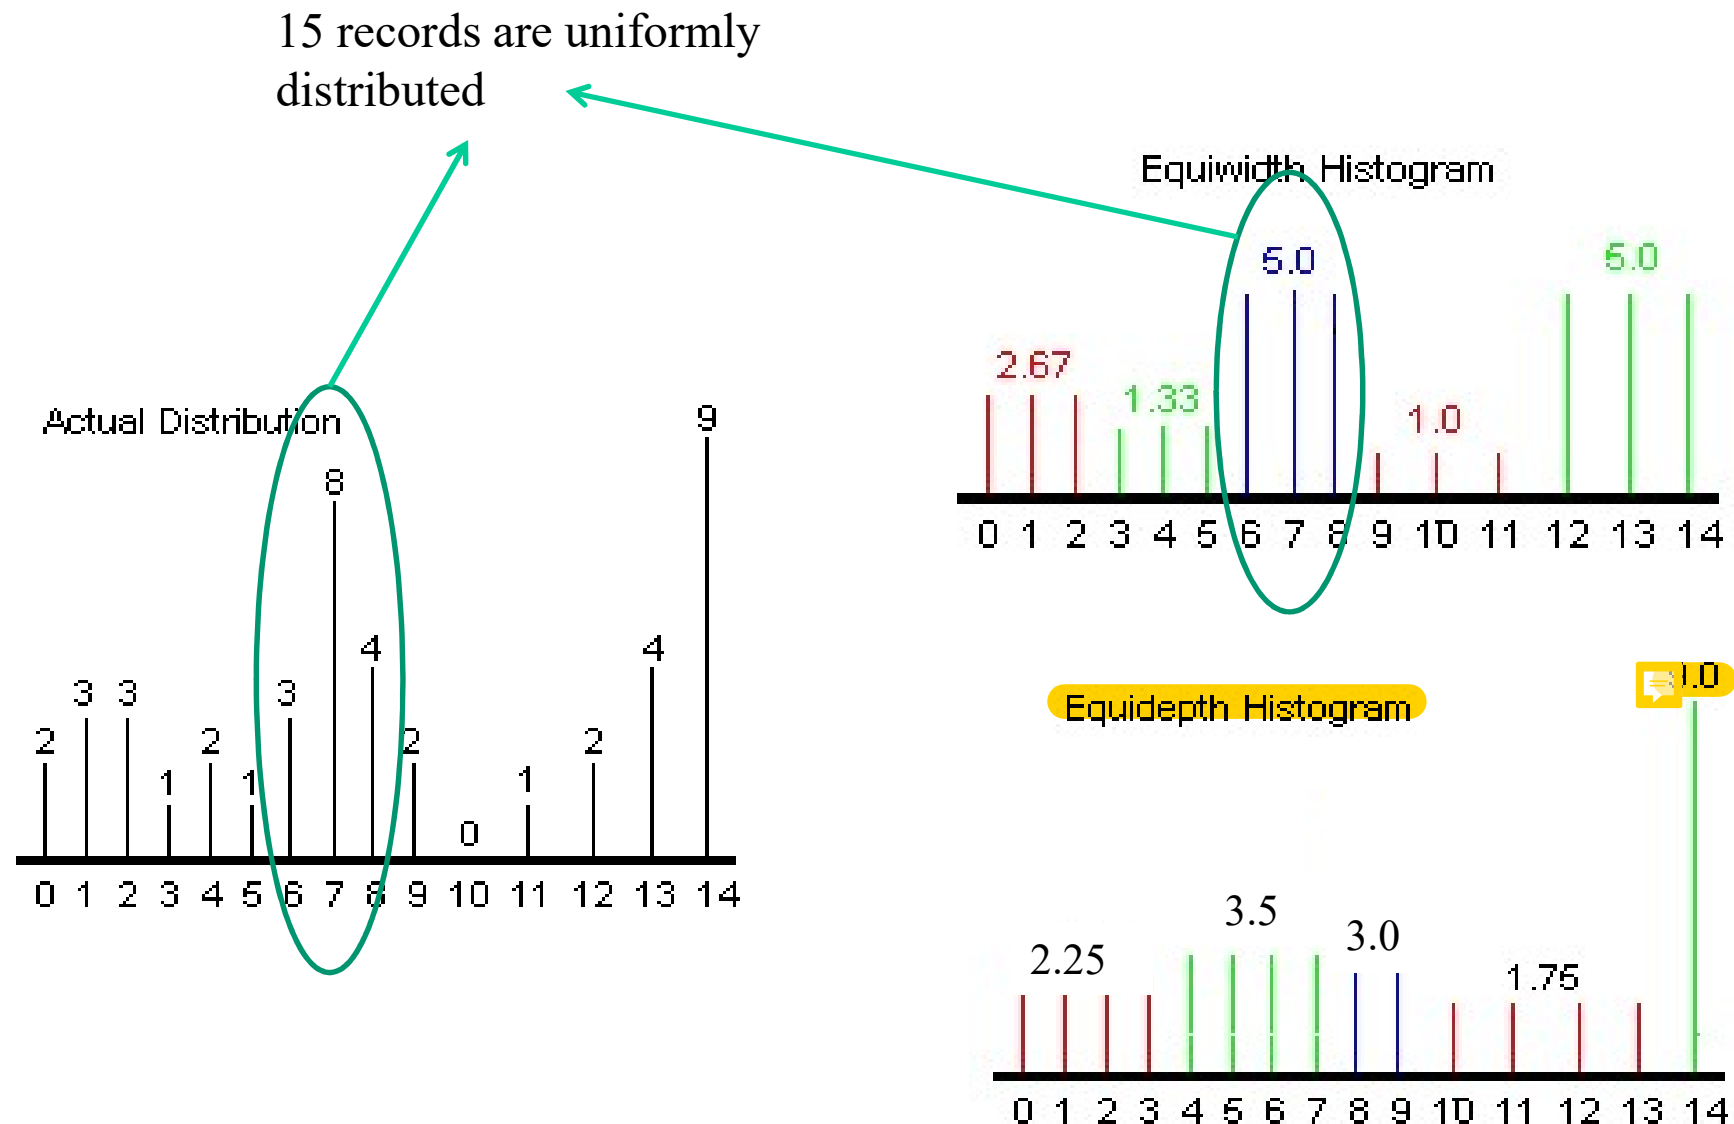 15 records are uniformly
distributed
Equiwidth Histogram
5.0
5.0
2.67
1.33
1.0
0 1 2 3 4 5 6 7 8 9 10 11 12 13 14
Actual Distribution
9
8
4
4
3 3
3
2
2
2
2
1
1
1
0
0 1 2 3 4 5 6 7 8 9 10 11 12 13 14
Equidepth Histogram
3.5
3.0
2.25
1.75
0 1 2 3 4 5 6 7 8 9 10 11 12 13 14